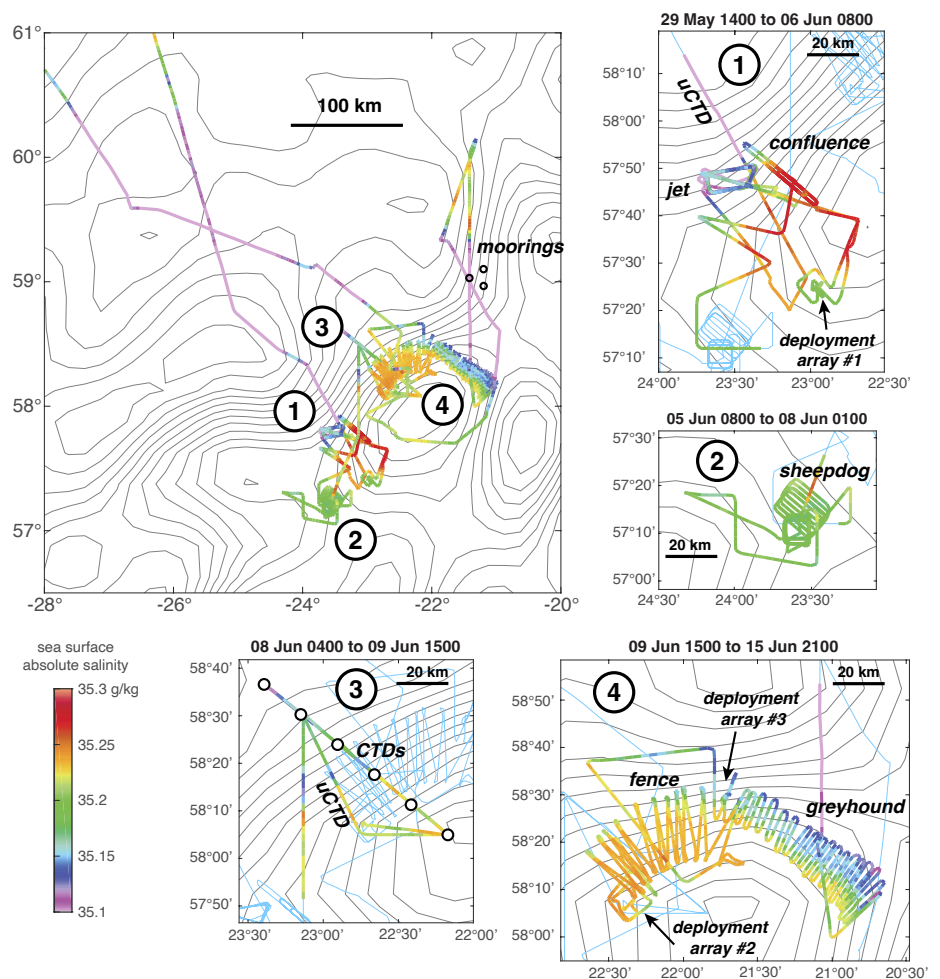 61°
60°
59°
58°
57°
-28
-26
-24
-22
-20
100 km
moorings
3
1
4
2
29 May 1400 to 06 Jun 0800
20 km
1
uCTD
confluence
jet
deployment
array #1
58°10'
58°00'
57°50'
57°40'
57°30'
57°20'
57°10'
24°00'
23°30'
23°00'
22°30'
05 Jun 0800 to 08 Jun 0100
2
sheepdog
20 km
57°30'
57°20'
57°10'
57°00'
24°30'
24°00'
23°30'
sea surface
absolute salinity
35.3 g/kg
35.25
35.2
35.15
35.1
08 Jun 0400 to 09 Jun 1500
20 km
3
CTDs
uCTD
58°40'
58°30'
58°20'
58°10'
58°00'
57°50'
23°30'
23°00'
22°30'
22°00'
09 Jun 1500 to 15 Jun 2100
20 km
4
deployment
array #3
fence
greyhound
deployment
array #2
58°50'
58°40'
58°30'
58°20'
58°10'
58°00'
22°30'
22°00'
21°30'
21°00'
20°30'